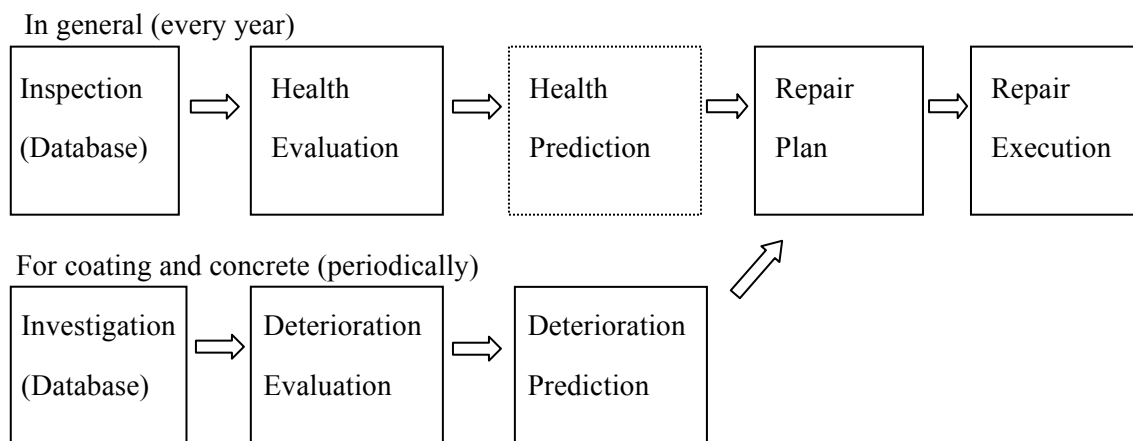 In general (every year)
Inspection
(Database)
Health
Evaluation
Health
Prediction
Repair
Plan
Repair
Execution
For coating and concrete (periodically)
Investigation
(Database)
Deterioration
Evaluation
Deterioration
Prediction